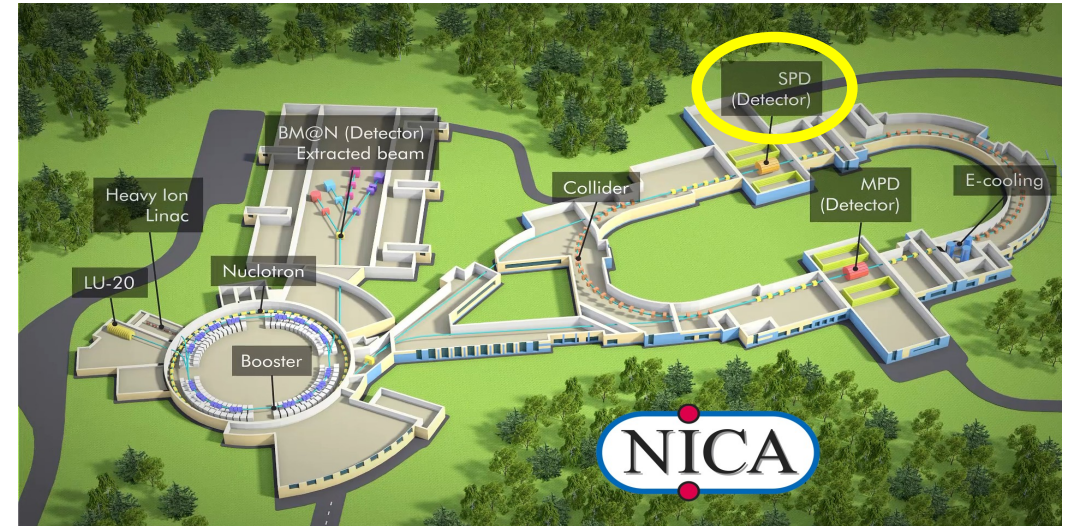 SPD
(Detector)
BM@N (Detector)
Extracted beam
Heavy Ion
Linac
Collider
MPD
(Detector)
E-cooling
LU-20
Nuclotron
Booster
NICA